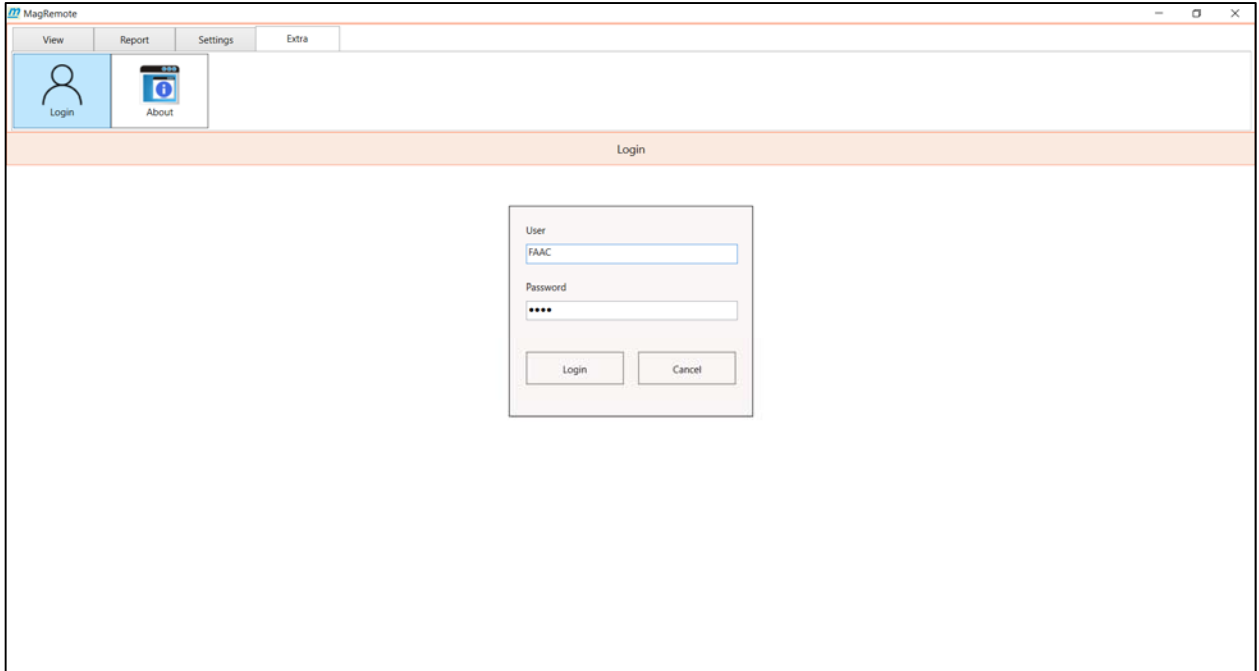 MagRemote
View Report Settings Extra
Login About
Login
User
FAAC
Password
••••
Login Cancel